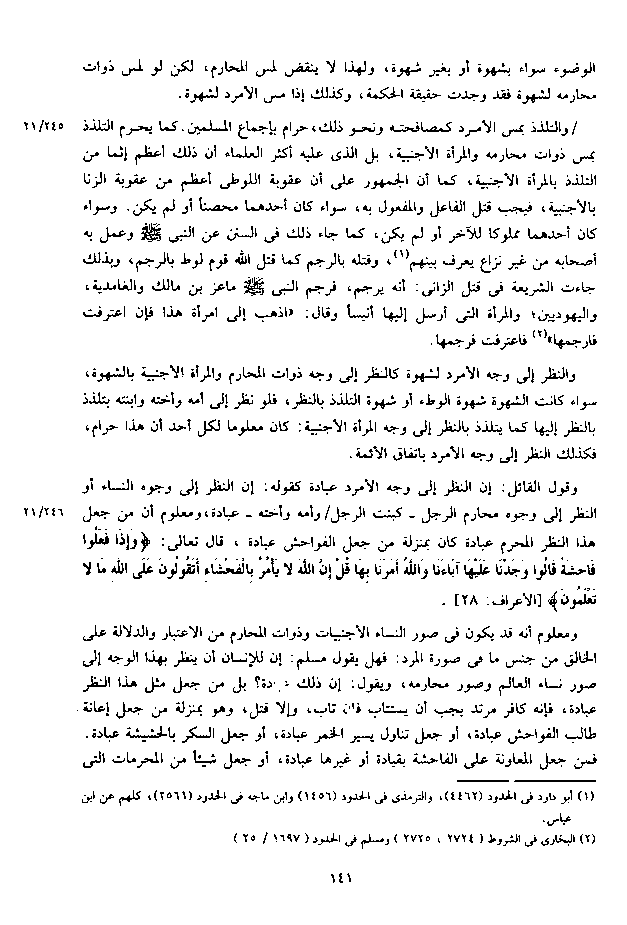 الوضوء سواء بشهوة أو بغير شهوة، ولهذا لا ينقض لمس المحارم، لكن لو لمس ذوات
محارمه لشهوة فقد وجدت حقيقة الحكمة، وكذلك إذا مس الأمرد لشهوة.
٢١/٢٤٥ / والتلذذ بمس الأمرد كمصافحته ونحو ذلك، حرام بإجماع المسلمين. كما يحرم التلذذ
بمس ذوات محارمه والمرأة الأجنبية، بل الذى عليه أكثر العلماء أن ذلك أعظم إثما من
التلذذ بالمرأة الأجنبية، كما أن الجمهور على أن عقوبة اللوطى أعظم من عقوبة الزنا
بالأجنبية، فيجب قتل الفاعل والمفعول به، سواء كان أحدهما محصناً أو لم يكن. وسواء
كان أحدهما مملوكا للآخر أو لم يكن، كما جاء ذلك فى السنن عن النبى ﷺ وعمل به
أصحابه من غير نزاع يعرف بينهم(١)، وقتله بالرجم كما قتل الله قوم لوط بالرجم، وبذلك
جاءت الشريعة فى قتل الزانى: أنه يرجم، فرجم النبى ﷺ ماعز بن مالك والغامدية،
واليهوديين؛ والمرأة التى أرسل إليها أنيسأ وقال: «اذهب إلى امرأة هذا فإن اعترفت
فارجمها»(٢) فاعترفت فرجمها.
والنظر إلى وجه الأمرد لشهوة كالنظر إلى وجه ذوات المحارم والمرأة الأجنبية بالشهوة،
سواء كانت الشهوة شهوة الوطء أو شهوة التلذذ بالنظر، فلو نظر إلى أمه وأخته وابنته يتلذذ
بالنظر إليها كما يتلذذ بالنظر إلى وجه المرأة الأجنبية: كان معلوما لكل أحد أن هذا حرام،
فكذلك النظر إلى وجه الأمرد باتفاق الأئمة.
وقول القائل: إن النظر إلى وجه الأمرد عبادة كقوله: إن النظر إلى وجوه النساء أو
٢١/٢٤٦ النظر إلى وجوه محارم الرجل ـ كبنت الرجل/ وأمه وأخته ـ عبادة، ومعلوم أن من جعل
هذا النظر المحرم عبادة كان بمنزلة من جعل الفواحش عبادة ، قال تعالى: ﴿ وَإِذَا فَعَلُوا
فَاحِشَةً قَالُوا وَجَدْنَا عَلَيْهَا آبَاءَنَا وَاللَّهُ أَمَرَنَا بِهَا قُلْ إِنَّ اللَّهَ لا يَأْمُرُ بِالْفَحْشَاءِ أَتَقُولُونَ عَلَى اللَّهِ مَا لا
تَعْلَمُونَ ﴾ [الأعراف: ٢٨] .
ومعلوم أنه قد يكون فى صور النساء الأجنبيات وذوات المحارم من الاعتبار والدلالة على
الخالق من جنس ما فى صورة المرد: فهل يقول مسلم: إن للإنسان أن ينظر بهذا الوجه إلى
صور نساء العالم وصور محارمه، ويقول: إن ذلك عبادة؟ بل من جعل مثل هذا النظر
عبادة، فإنه كافر مرتد يجب أن يستتاب فإن تاب، وإلا قتل، وهو بمنزلة من جعل إعانة
طالب الفواحش عبادة، أو جعل تناول يسير الخمر عبادة، أو جعل السكر بالحشيشة عبادة.
فمن جعل المعاونة على الفاحشة بقيادة أو غيرها عبادة، أو جعل شيئاً من المحرمات التى
(١) أبو داود فى الحدود (٤٤٦٢)، والترمذى فى الحدود (١٤٥٦) وابن ماجه فى الحدود (٢٥٦١)، كلهم عن ابن
عباس.
(٢) البخارى فى الشروط ( ٢٧٢٤ ، ٢٧٢٥ ) ومسلم فى الحدود ( ١٦٩٧ / ٢٥ )
١٤١